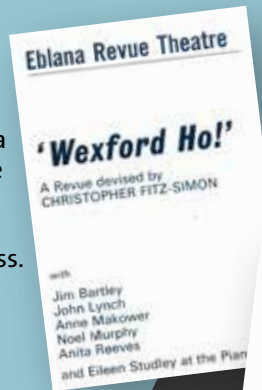 Eblana Revue Theatre
'Wexford Ho!'
A Revue devised by
CHRISTOPHER FITZ-SIMON
with
Jim Bartley
John Lynch
Anne Makower
Noel Murphy
Anita Reeves
and Eileen Studley at the